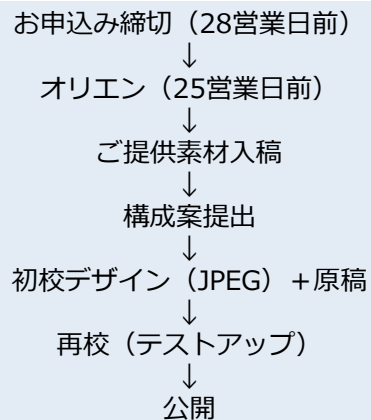 お申込み締切（28営業日前）
↓
オリエン（25営業日前）
↓
ご提供素材入稿
↓
構成案提出
↓
初校デザイン（JPEG）＋原稿
↓
再校（テストアップ）
↓
公開